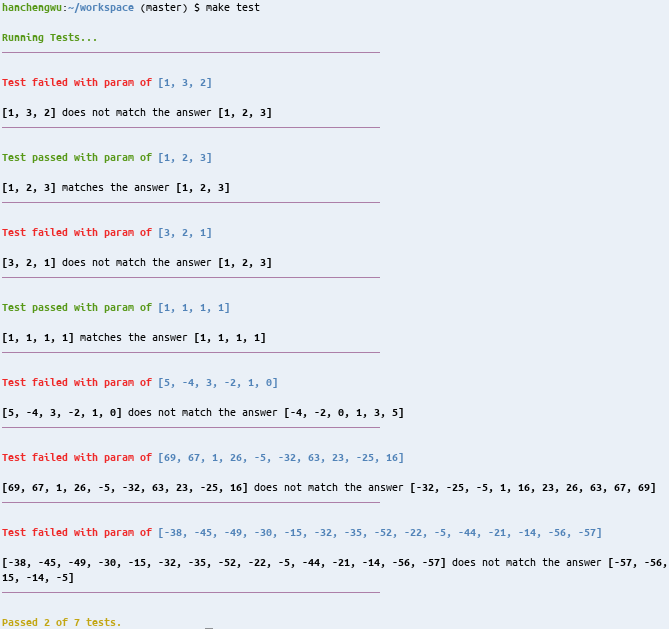 hanchengwu:~/workspace (master) $ make test
Running Tests...
Test failed with param of [1, 3, 2]
[1, 3, 2] does not match the answer [1, 2, 3]
Test passed with param of [1, 2, 3]
[1, 2, 3] matches the answer [1, 2, 3]
Test failed with param of [3, 2, 1]
[3, 2, 1] does not match the answer [1, 2, 3]
Test passed with param of [1, 1, 1, 1]
[1, 1, 1, 1] matches the answer [1, 1, 1, 1]
Test failed with param of [5, -4, 3, -2, 1, 0]
[5, -4, 3, -2, 1, 0] does not match the answer [-4, -2, 0, 1, 3, 5]
Test failed with param of [69, 67, 1, 26, -5, -32, 63, 23, -25, 16]
[69, 67, 1, 26, -5, -32, 63, 23, -25, 16] does not match the answer [-32, -25, -5, 1, 16, 23, 26, 63, 67, 69]
Test failed with param of [-38, -45, -49, -30, -15, -32, -35, -52, -22, -5, -44, -21, -14, -56, -57]
[-38, -45, -49, -30, -15, -32, -35, -52, -22, -5, -44, -21, -14, -56, -57] does not match the answer [-57, -56,
15, -14, -5]
Passed 2 of 7 tests.